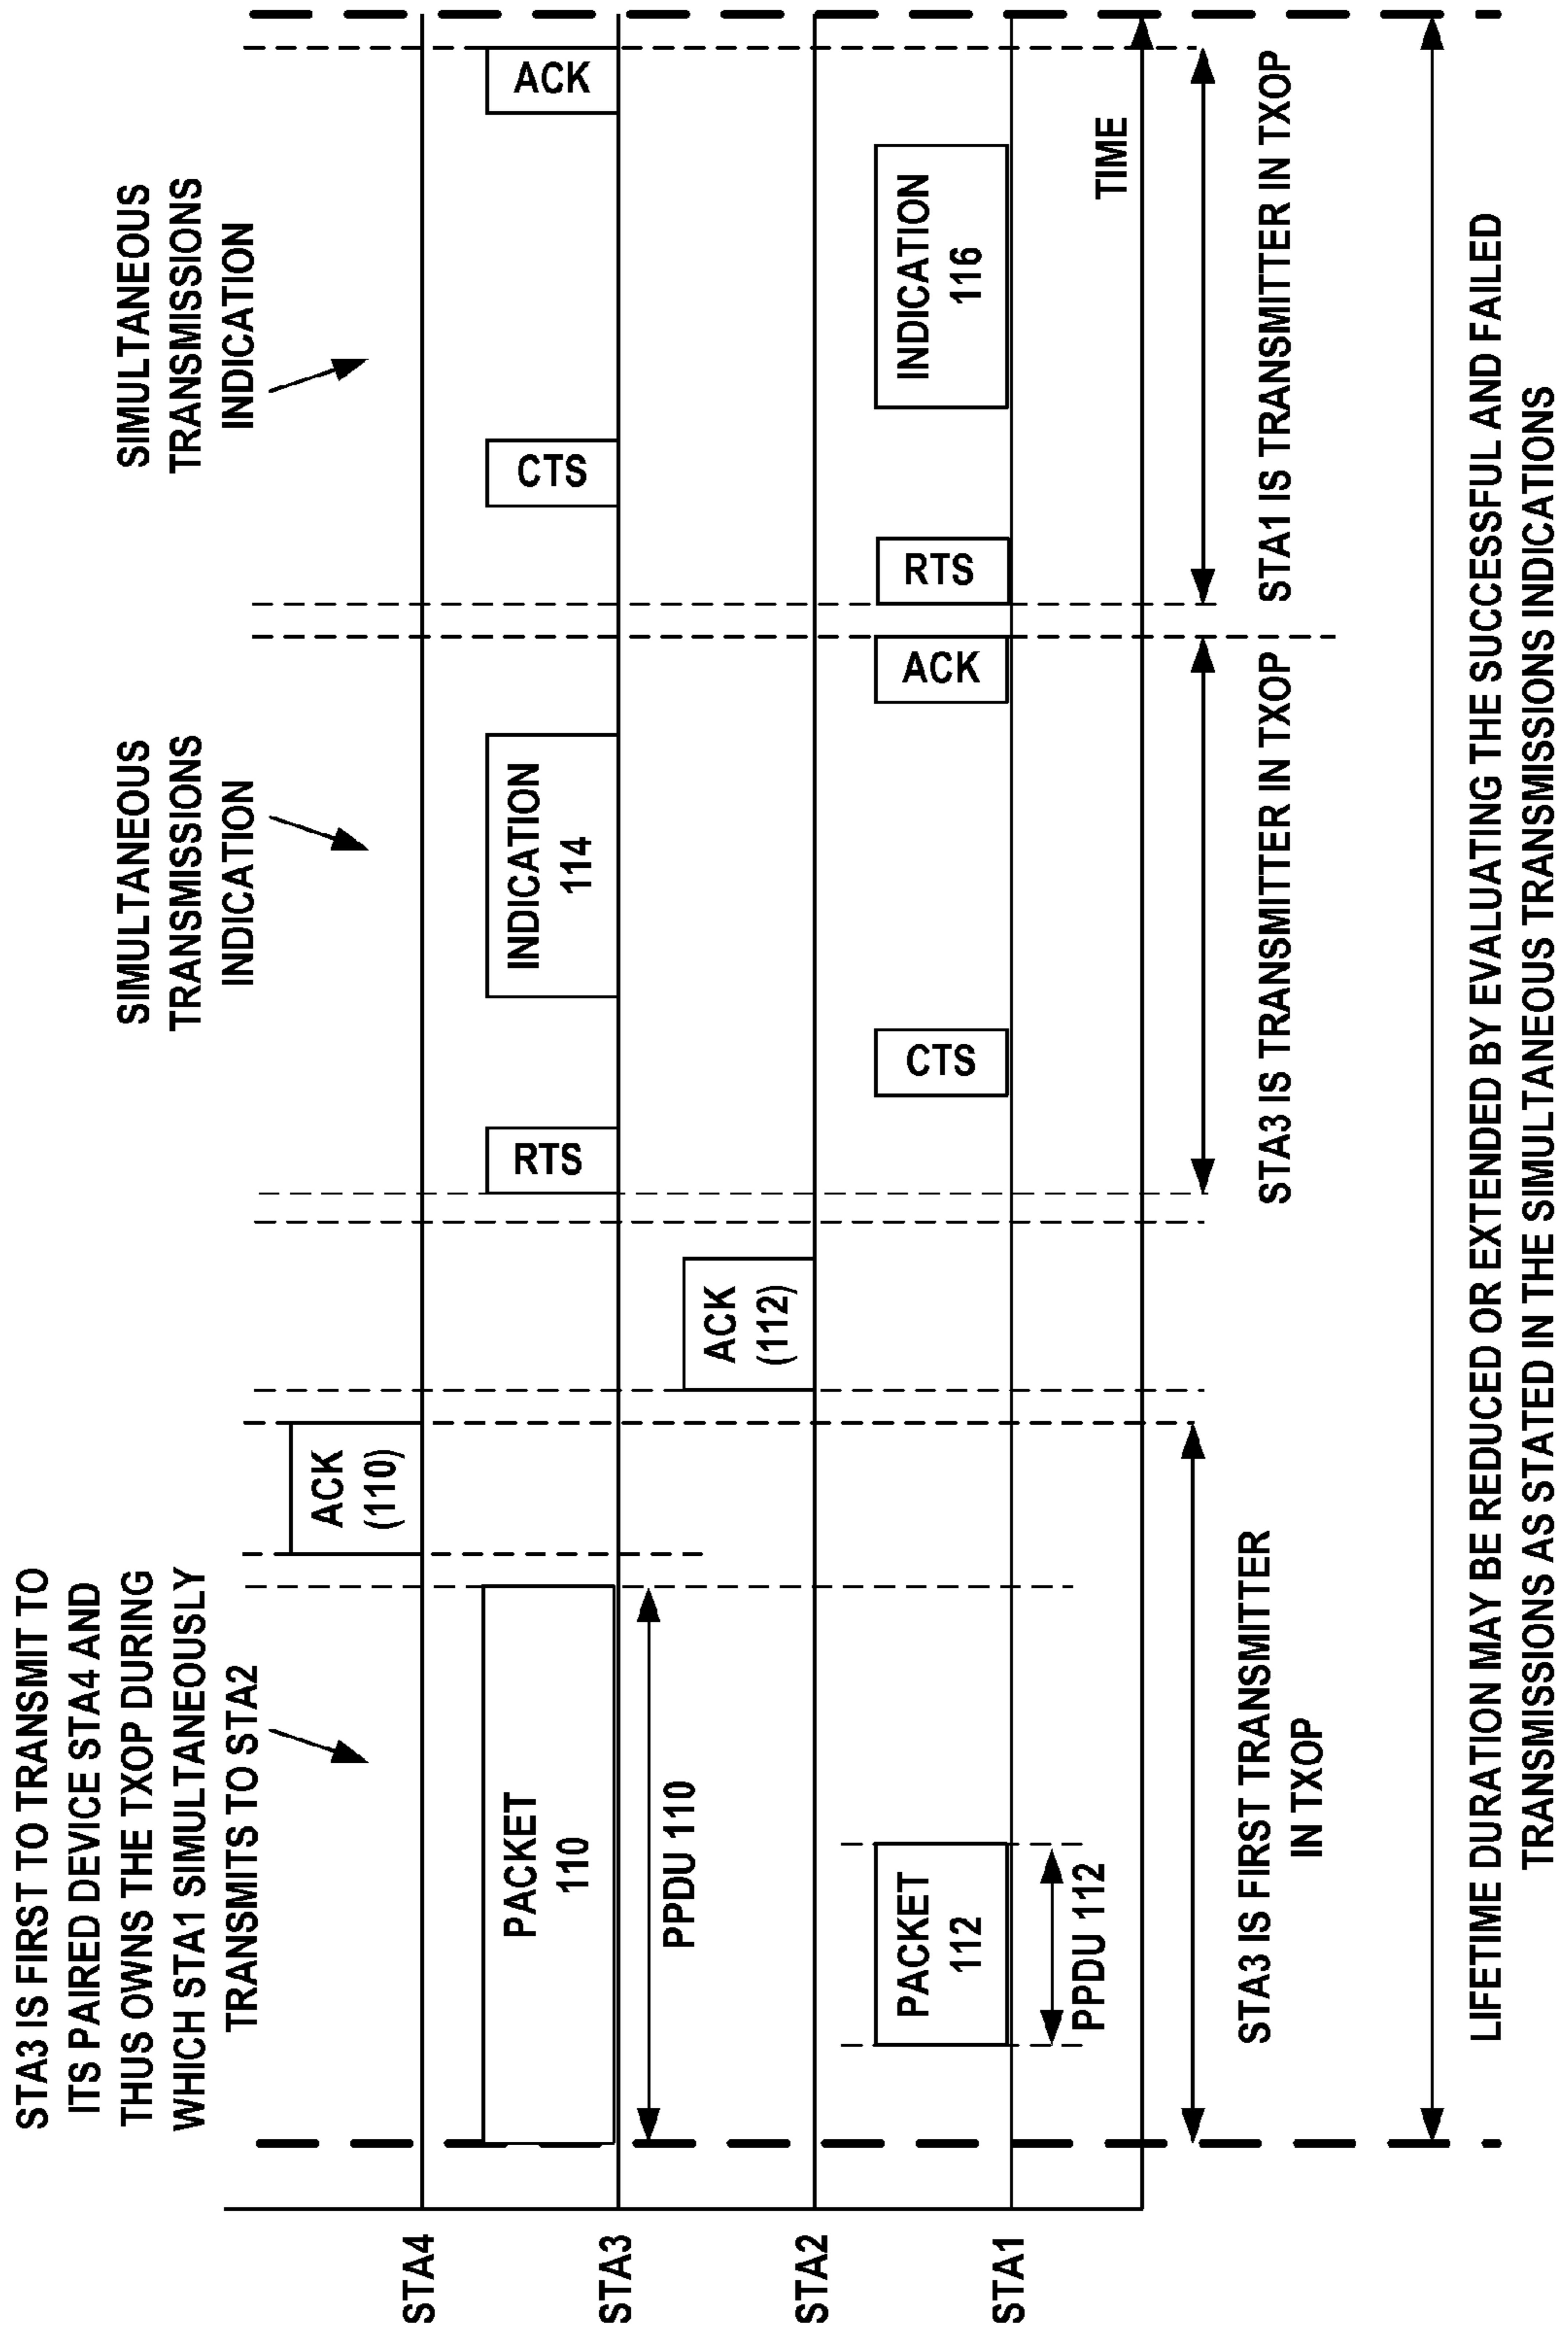 STA3 IS FIRST TO TRANSMIT TO
ITS PAIRED DEVICE STA4 AND
THUS OWNS THE TXOP DURING
WHICH STA1 SIMULTANEOUSLY
TRANSMITS TO STA2
SIMULTANEOUS
TRANSMISSIONS
INDICATION
SIMULTANEOUS
TRANSMISSIONS
INDICATION
STA4
ACK
(110)
STA3
PACKET
110
RTS
INDICATION
114
CTS
ACK
PPDU 110
STA2
ACK
(112)
STA1
PACKET
112
CTS
ACK
RTS
INDICATION
116
PPDU 112
TIME
STA3 IS FIRST TRANSMITTER
IN TXOP
STA3 IS TRANSMITTER IN TXOP
STA1 IS TRANSMITTER IN TXOP
LIFETIME DURATION MAY BE REDUCED OR EXTENDED BY EVALUATING THE SUCCESSFUL AND FAILED
TRANSMISSIONS AS STATED IN THE SIMULTANEOUS TRANSMISSIONS INDICATIONS